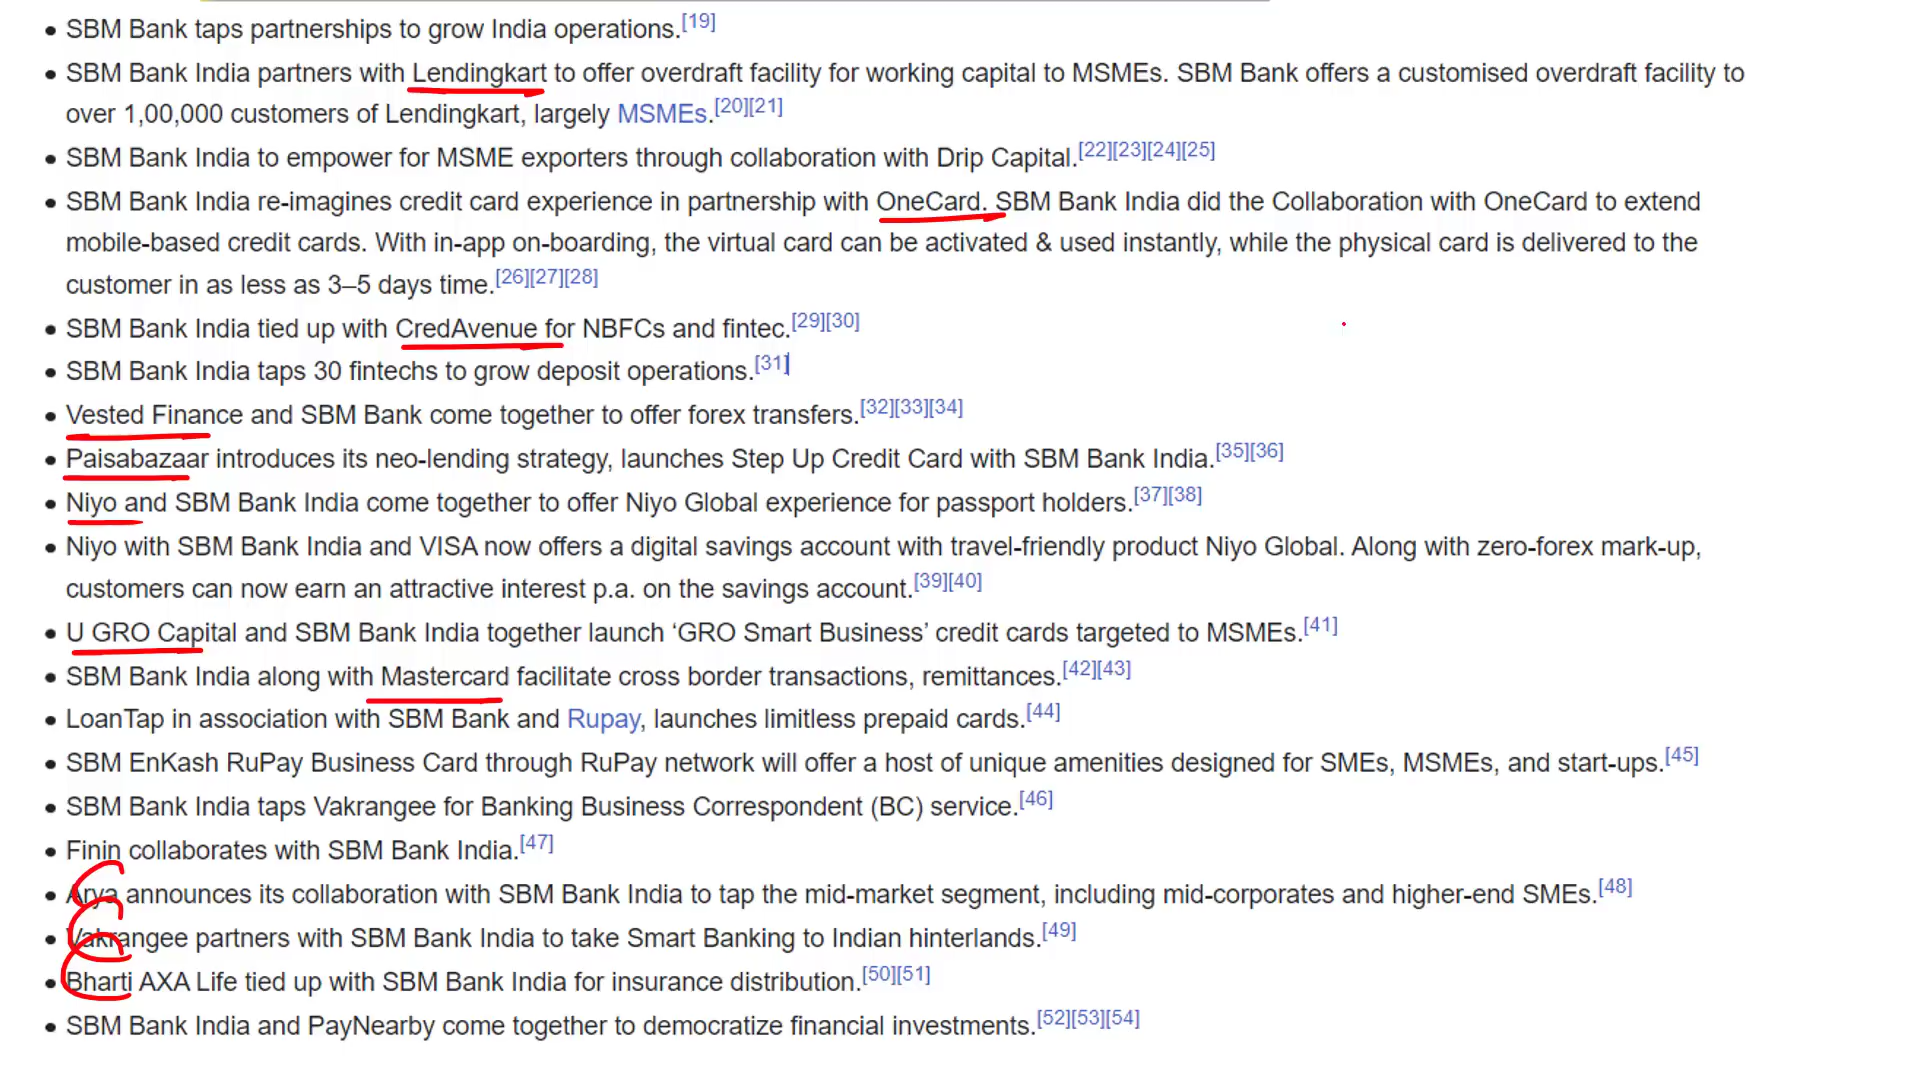 • SBM Bank taps partnerships to grow India operations.[19]
• SBM Bank India partners with Lendingkart to offer overdraft facility for working capital to MSMEs. SBM Bank offers a customised overdraft facility to
over 1,00,000 customers of Lendingkart, largely MSMEs.[20][21]
• SBM Bank India to empower for MSME exporters through collaboration with Drip Capital.[22][23][24][25]
• SBM Bank India re-imagines credit card experience in partnership with OneCard. SBM Bank India did the Collaboration with OneCard to extend
mobile-based credit cards. With in-app on-boarding, the virtual card can be activated & used instantly, while the physical card is delivered to the
customer in as less as 3–5 days time.[26][27][28]
• SBM Bank India tied up with CredAvenue for NBFCs and fintec.[29][30]
• SBM Bank India taps 30 fintechs to grow deposit operations.[31]
• Vested Finance and SBM Bank come together to offer forex transfers.[32][33][34]
• Paisabazaar introduces its neo-lending strategy, launches Step Up Credit Card with SBM Bank India.[35][36]
• Niyo and SBM Bank India come together to offer Niyo Global experience for passport holders.[37][38]
• Niyo with SBM Bank India and VISA now offers a digital savings account with travel-friendly product Niyo Global. Along with zero-forex mark-up,
customers can now earn an attractive interest p.a. on the savings account.[39][40]
• U GRO Capital and SBM Bank India together launch ‘GRO Smart Business’ credit cards targeted to MSMEs.[41]
• SBM Bank India along with Mastercard facilitate cross border transactions, remittances.[42][43]
• LoanTap in association with SBM Bank and Rupay, launches limitless prepaid cards.[44]
• SBM EnKash RuPay Business Card through RuPay network will offer a host of unique amenities designed for SMEs, MSMEs, and start-ups.[45]
• SBM Bank India taps Vakrangee for Banking Business Correspondent (BC) service.[46]
• Finin collaborates with SBM Bank India.[47]
• Arya announces its collaboration with SBM Bank India to tap the mid-market segment, including mid-corporates and higher-end SMEs.[48]
• Vakrangee partners with SBM Bank India to take Smart Banking to Indian hinterlands.[49]
• Bharti AXA Life tied up with SBM Bank India for insurance distribution.[50][51]
• SBM Bank India and PayNearby come together to democratize financial investments.[52][53][54]